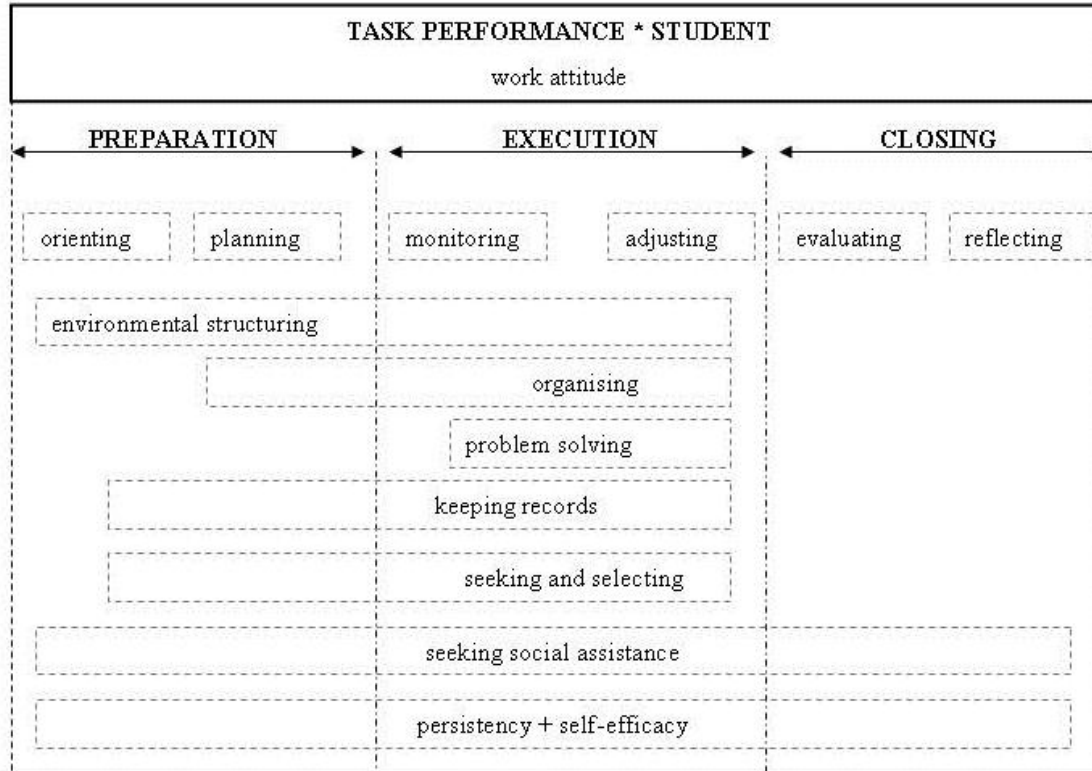 TASK PERFORMANCE * STUDENT
work attitude
PREPARATION EXECUTION CLOSING
orienting planning monitoring adjusting evaluating reflecting
environmental structuring
organising
problem solving
keeping records
seeking and selecting
seeking social assistance
persistency + self-efficacy